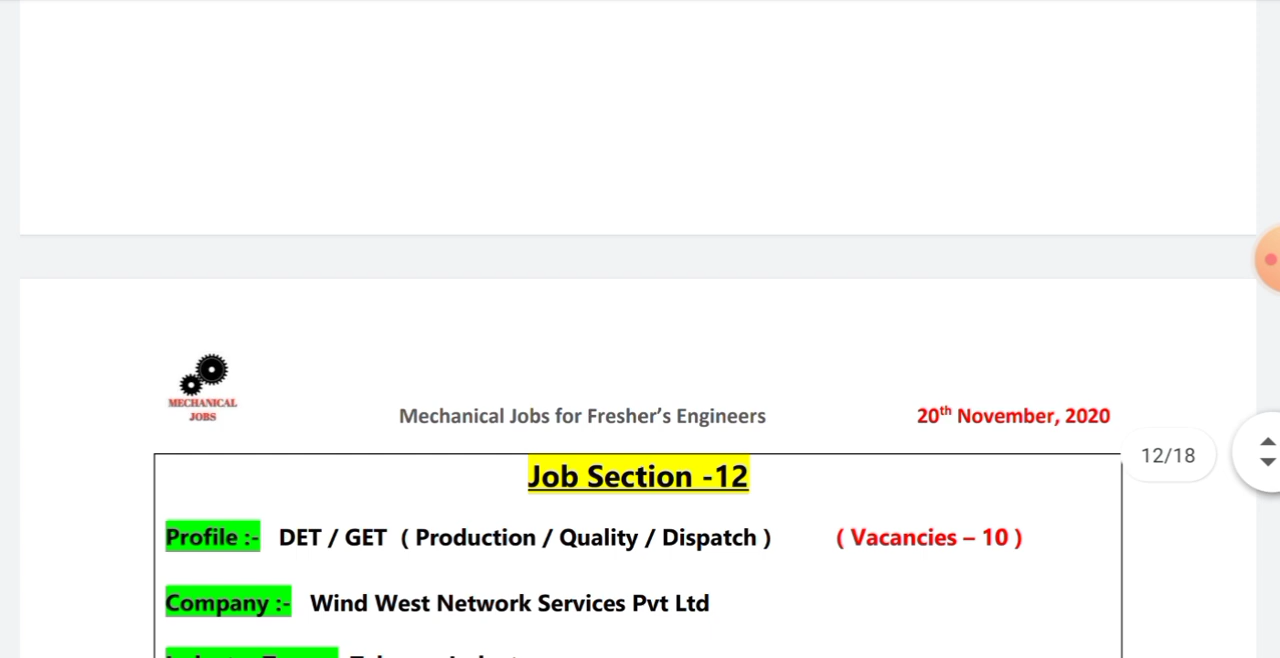 MECHANICAL
JOBS
Mechanical Jobs for Fresher's Engineers
20th November, 2020
12/18
Job Section -12
Profile :- DET / GET ( Production / Quality / Dispatch ) ( Vacancies – 10 )
Company :- Wind West Network Services Pvt Ltd